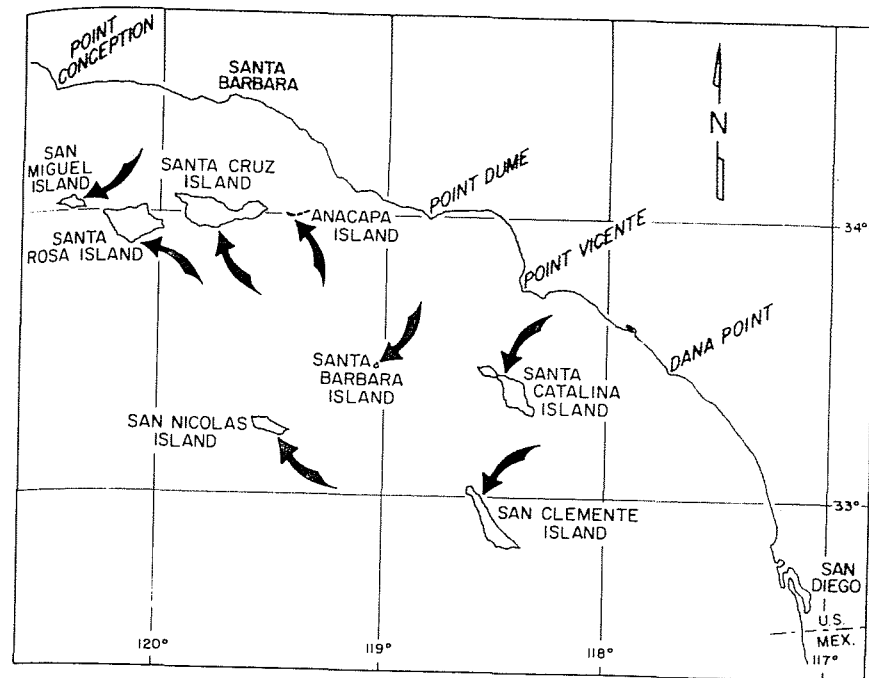 POINT
CONCEPTION
SANTA
BARBARA
N
SAN
MIGUEL
ISLAND
SANTA CRUZ
ISLAND
POINT DUME
ANACAPA
ISLAND
SANTA
ROSA ISLAND
34°
POINT VICENTE
DANA POINT
SANTA
BARBARA
ISLAND
SANTA
CATALINA
ISLAND
SAN NICOLAS
ISLAND
33°
SAN CLEMENTE
ISLAND
SAN
DIEGO
U.S.
MEX.
120°
119°
118°
117°